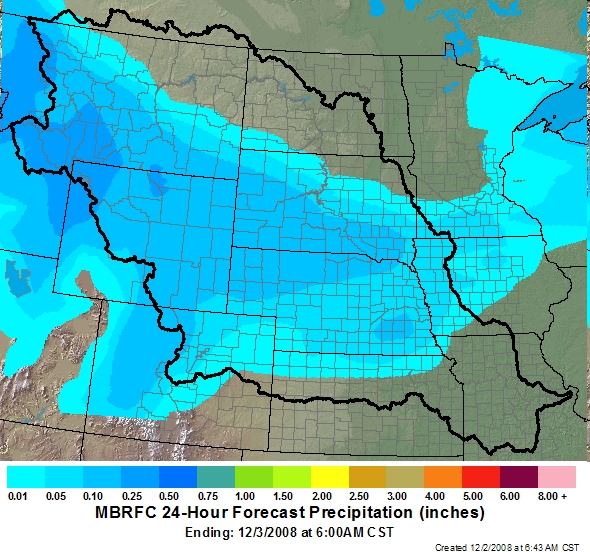 0.01 0.05 0.10 0.25 0.50 0.75 1.00 1.50 2.00 2.50 3.00 4.00 5.00 6.00 8.00 +
MBRFC 24-Hour Forecast Precipitation (inches)
Ending: 12/3/2008 at 6:00AM CST
Created 12/2/2008 at 6:43 AM CST